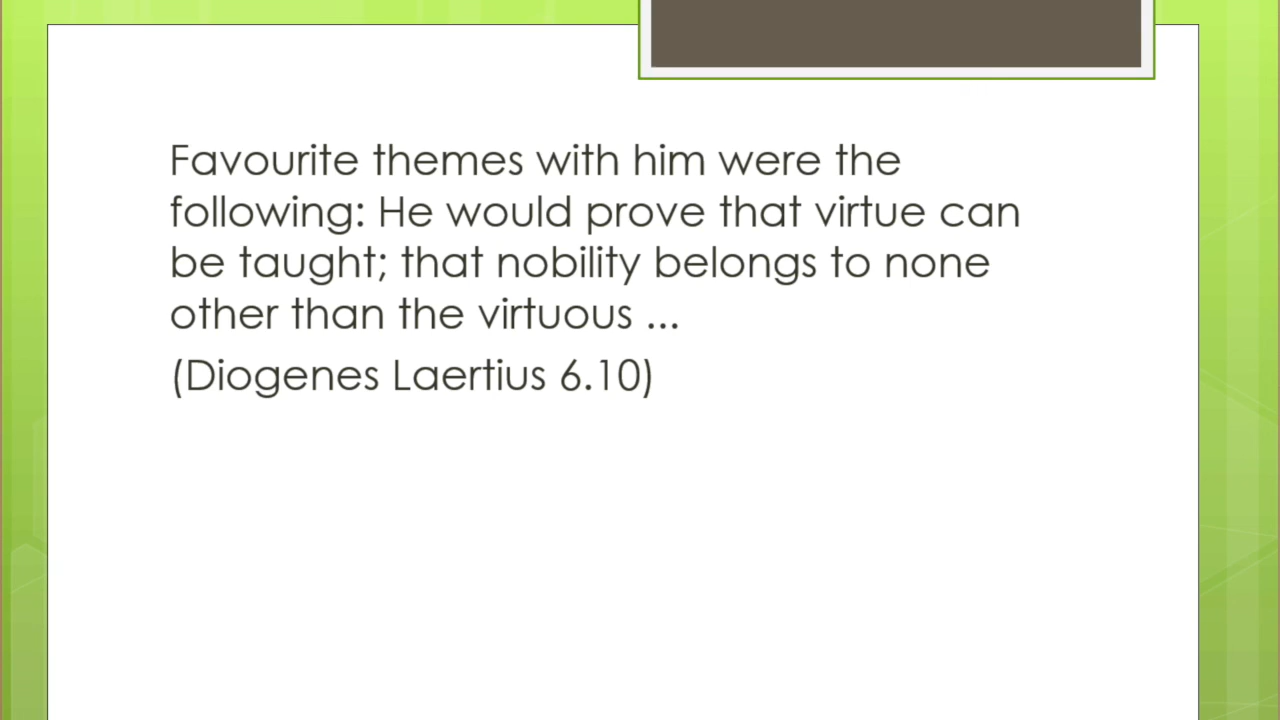 Favourite themes with him were the
following: He would prove that virtue can
be taught; that nobility belongs to none
other than the virtuous ...
(Diogenes Laertius 6.10)